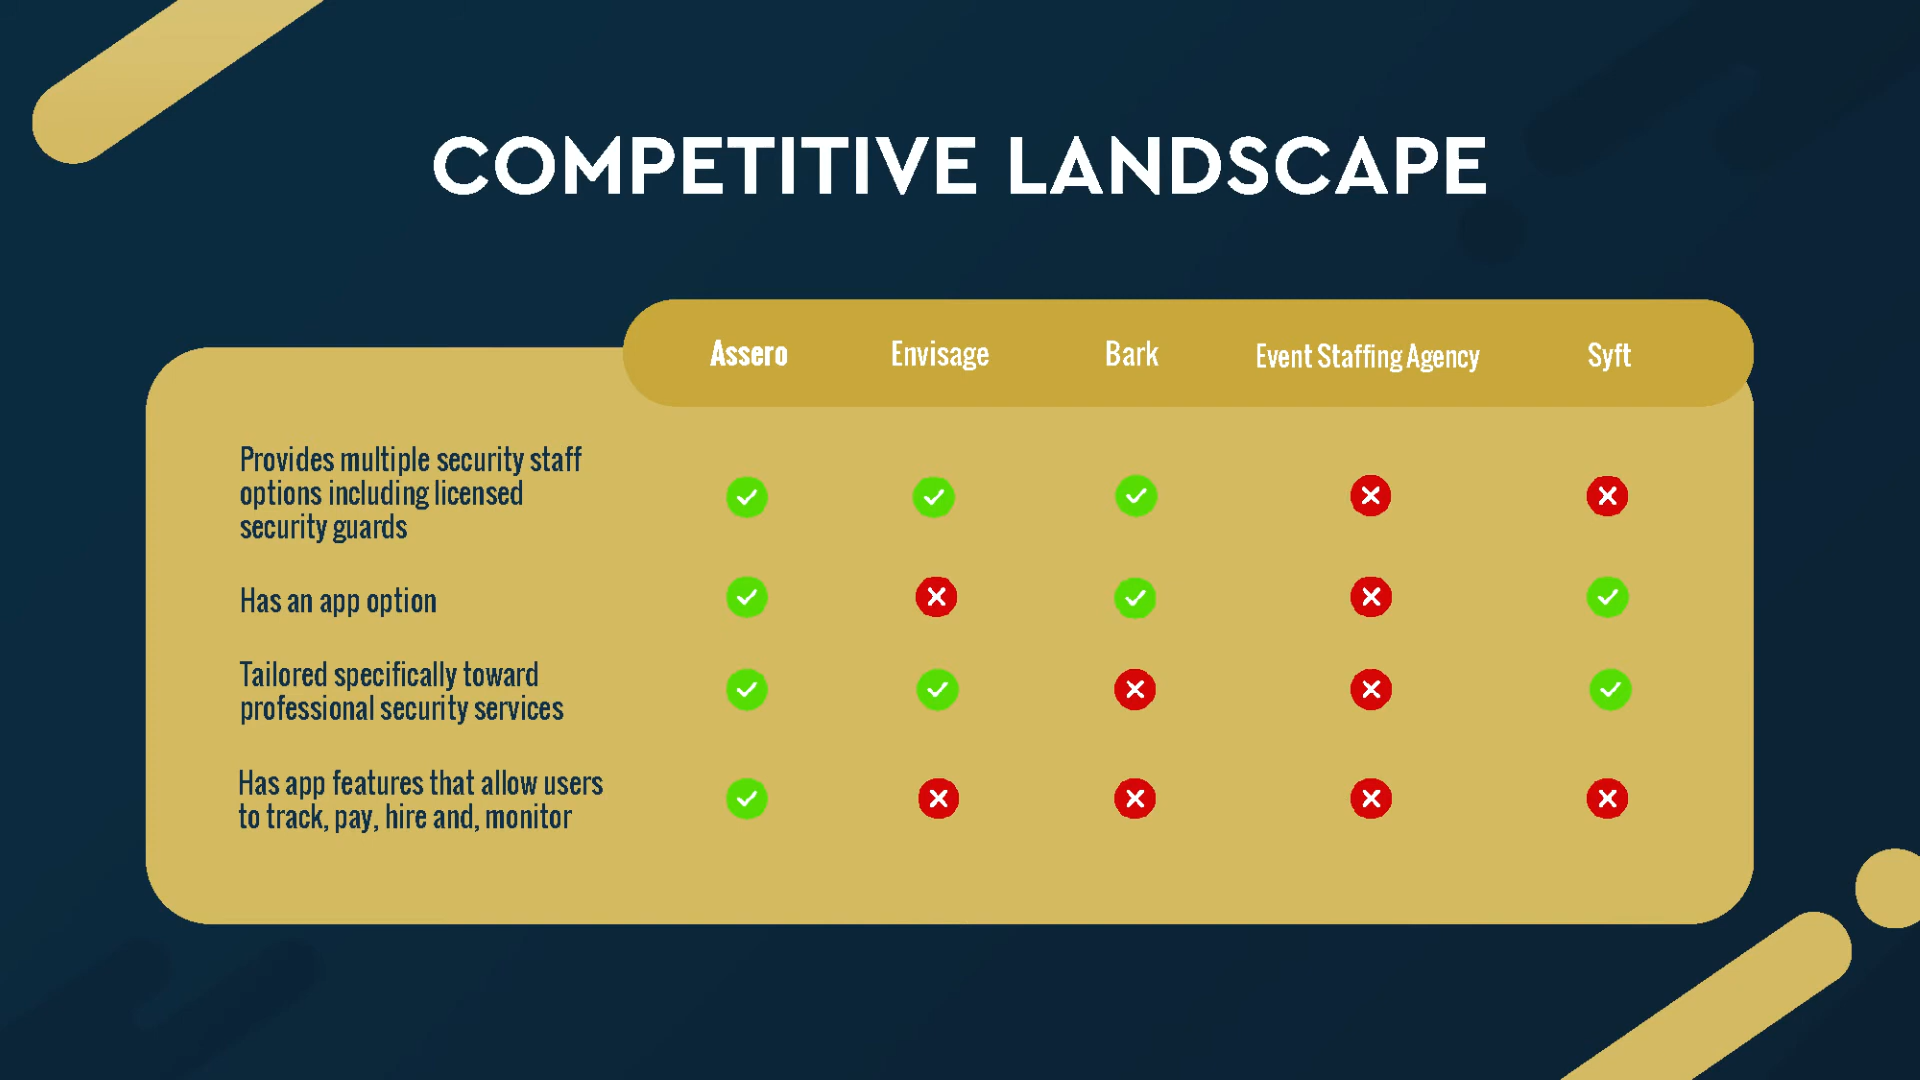 COMPETITIVE LANDSCAPE
Assero Envisage Bark Event Staffing Agency Syft
Provides multiple security staff
options including licensed
security guards
Has an app option
Tailored specifically toward
professional security services
Has app features that allow users
to track, pay, hire and, monitor